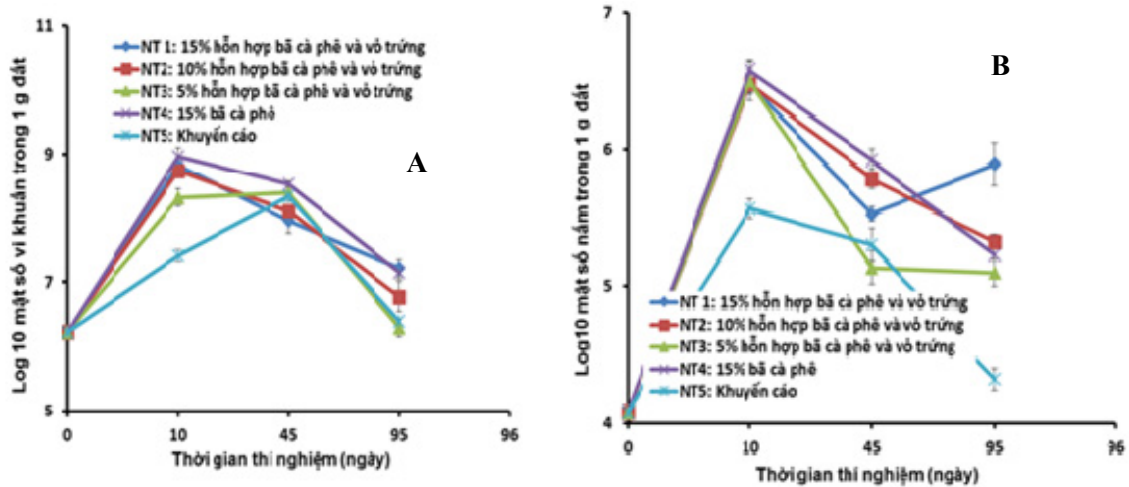 11
9
7
5
Log 10 mật số vi khuẩn trong 1 g đất
NT 1: 15% hỗn hợp bã cà phê và vỏ trứng
NT2: 10% hỗn hợp bã cà phê và vỏ trứng
NT3: 5% hỗn hợp bã cà phê và vỏ trứng
NT4: 15% bã cà phê
NT5: Khuyến cáo
A
0 10 45 95 96
Thời gian thí nghiệm (ngày)
7
6
5
4
Log10 mật số nấm trong 1 g đất
B
NT 1: 15% hỗn hợp bã cà phê và vỏ trứng
NT2: 10% hỗn hợp bã cà phê và vỏ trứng
NT3: 5% hỗn hợp bã cà phê và vỏ trứng
NT4: 15% bã cà phê
NT5: Khuyến cáo
0 10 45 95 96
Thời gian thí nghiệm (ngày)